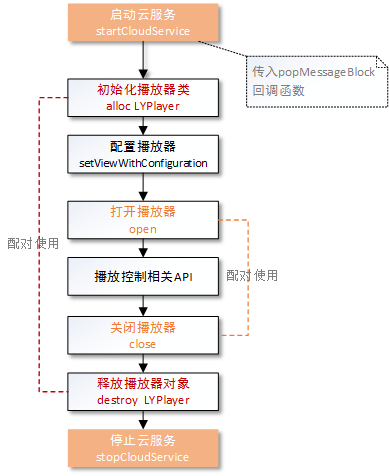 启动云服务
startCloudService
传入popMessageBlock
回调函数
初始化播放器类
alloc LYPlayer
配置播放器
setViewWithConfiguration
打开播放器
open
配对使用
播放控制相关API
配对使用
关闭播放器
close
释放播放器对象
destroy LYPlayer
停止云服务
stopCloudService